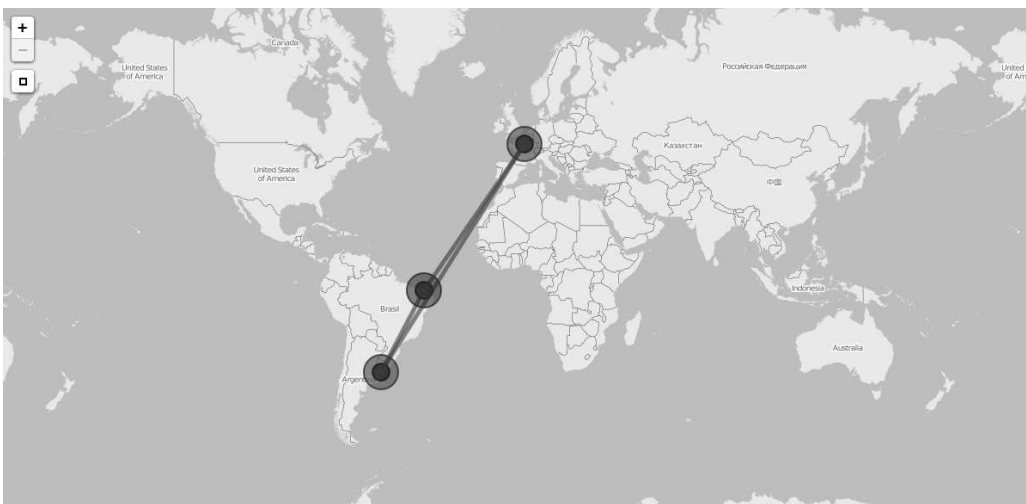 +
−
Canada
United States
of America
Российская Федерация
United
of Am
Казахстан
United States
of America
中国
Indonesia
Brasil
Australia
Argentina